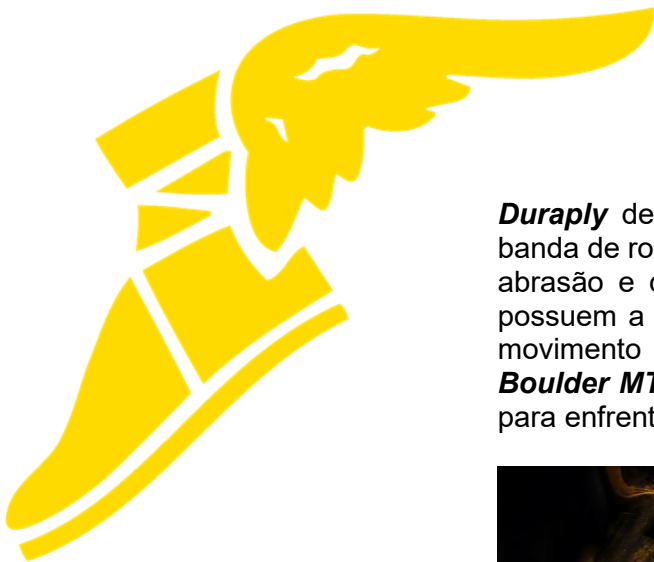 Duraply de
banda de ro
abrasão e
possuem a
movimento
Boulder MT
para enfrent